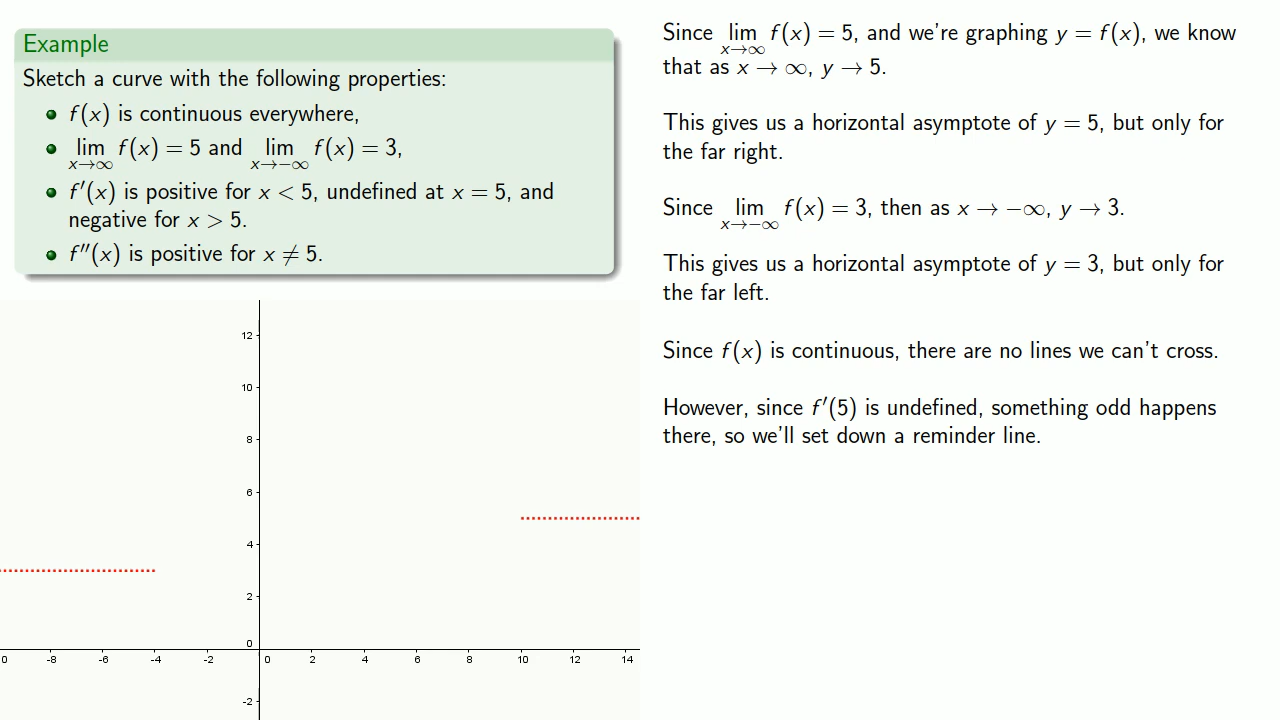 Example
Sketch a curve with the following properties:
f(x) is continuous everywhere,
lim x→∞ f(x) = 5 and lim x→−∞ f(x) = 3,
f′(x) is positive for x < 5, undefined at x = 5, and
negative for x > 5.
f″(x) is positive for x ≠ 5.
Since lim x→∞ f(x) = 5, and we're graphing y = f(x), we know
that as x → ∞, y → 5.
This gives us a horizontal asymptote of y = 5, but only for
the far right.
Since lim x→−∞ f(x) = 3, then as x → −∞, y → 3.
This gives us a horizontal asymptote of y = 3, but only for
the far left.
Since f(x) is continuous, there are no lines we can't cross.
However, since f′(5) is undefined, something odd happens
there, so we'll set down a reminder line.
12
10
8
6
4
2
0
0 -8 -6 -4 -2 0 2 4 6 8 10 12 14
-2